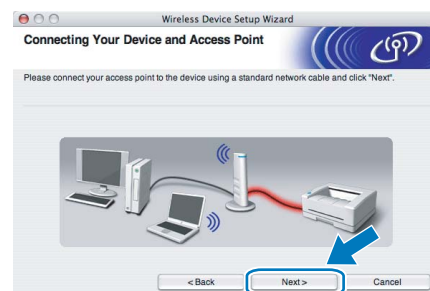 Wireless Device Setup Wizard
Connecting Your Device and Access Point
Please connect your access point to the device using a standard network cable and click "Next".
< Back
Next >
Cancel